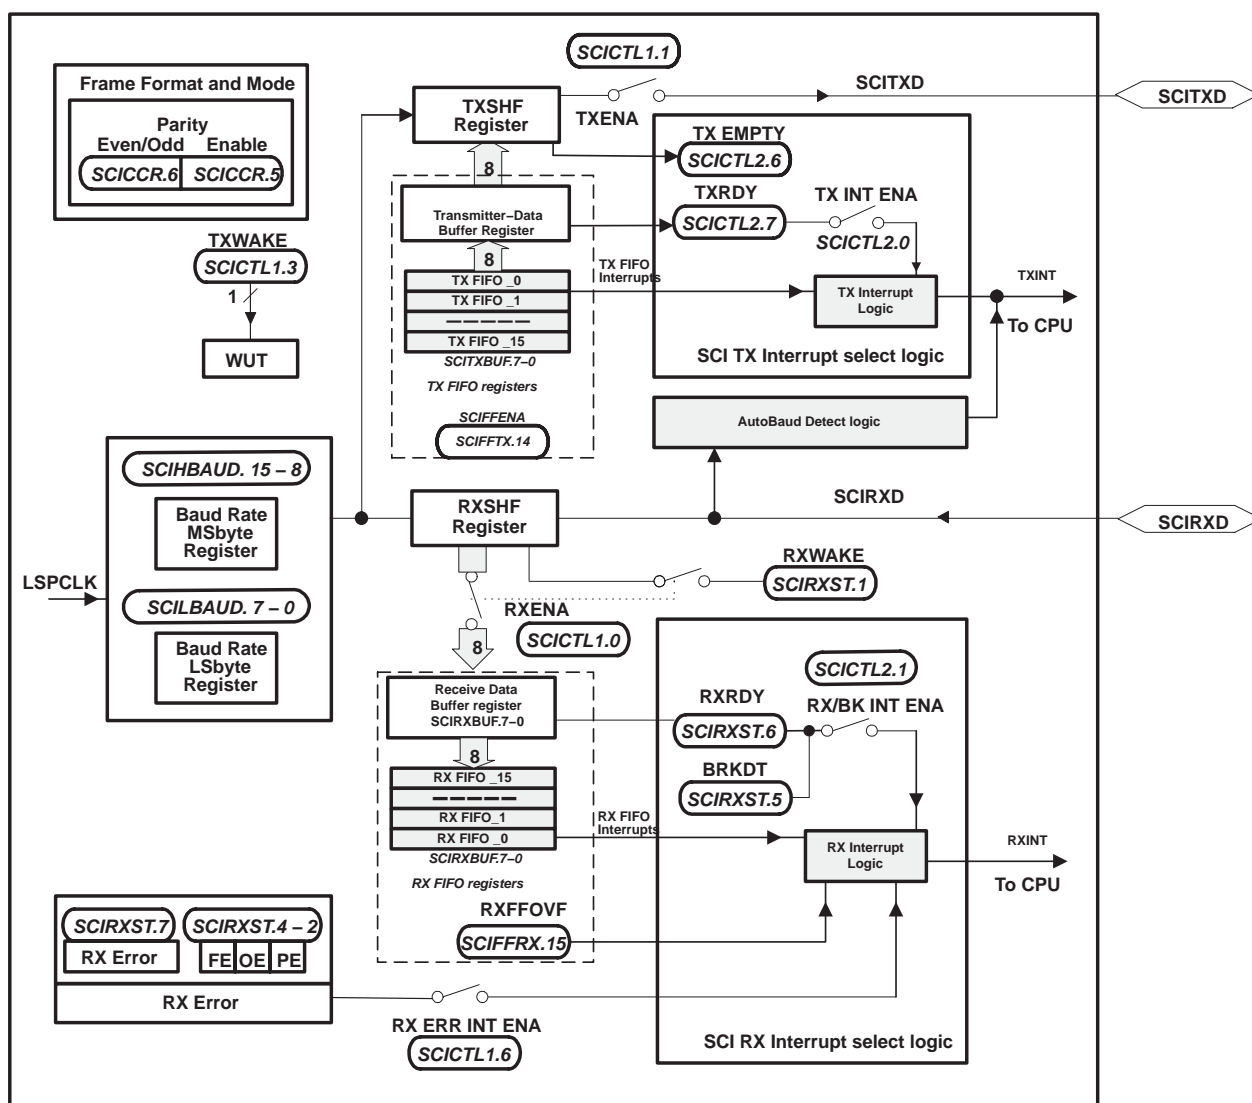 SCICTL1.1
Frame Format and Mode
Parity
Even/Odd Enable
SCICCR.6 SCICCR.5
TXWAKE
SCICTL1.3
1
WUT
TXSHF
Register
TXENA
SCITXD
SCITXD
8
Transmitter–Data
Buffer Register
8
TX FIFO _0
TX FIFO _1
– – – – –
TX FIFO _15
SCITXBUF.7–0
TX FIFO registers
SCIFFENA
SCIFFTX.14
TX FIFO
Interrupts
TX EMPTY
SCICTL2.6
TXRDY
SCICTL2.7
TX INT ENA
SCICTL2.0
TX Interrupt
Logic
SCI TX Interrupt select logic
TXINT
To CPU
AutoBaud Detect logic
LSPCLK
SCIHBAUD. 15 – 8
Baud Rate
MSbyte
Register
SCILBAUD. 7 – 0
Baud Rate
LSbyte
Register
RXSHF
Register
SCIRXD
SCIRXD
RXWAKE
SCIRXST.1
RXENA
SCICTL1.0
8
Receive Data
Buffer register
SCIRXBUF.7–0
8
RX FIFO _15
– – – – –
RX FIFO_1
RX FIFO _0
SCIRXBUF.7–0
RX FIFO registers
RX FIFO
Interrupts
RXFFOVF
SCIFFRX.15
SCICTL2.1
RXRDY
RX/BK INT ENA
SCIRXST.6
BRKDT
SCIRXST.5
RX Interrupt
Logic
RXINT
To CPU
SCI RX Interrupt select logic
SCIRXST.7 SCIRXST.4 – 2
RX Error FE OE PE
RX Error
RX ERR INT ENA
SCICTL1.6